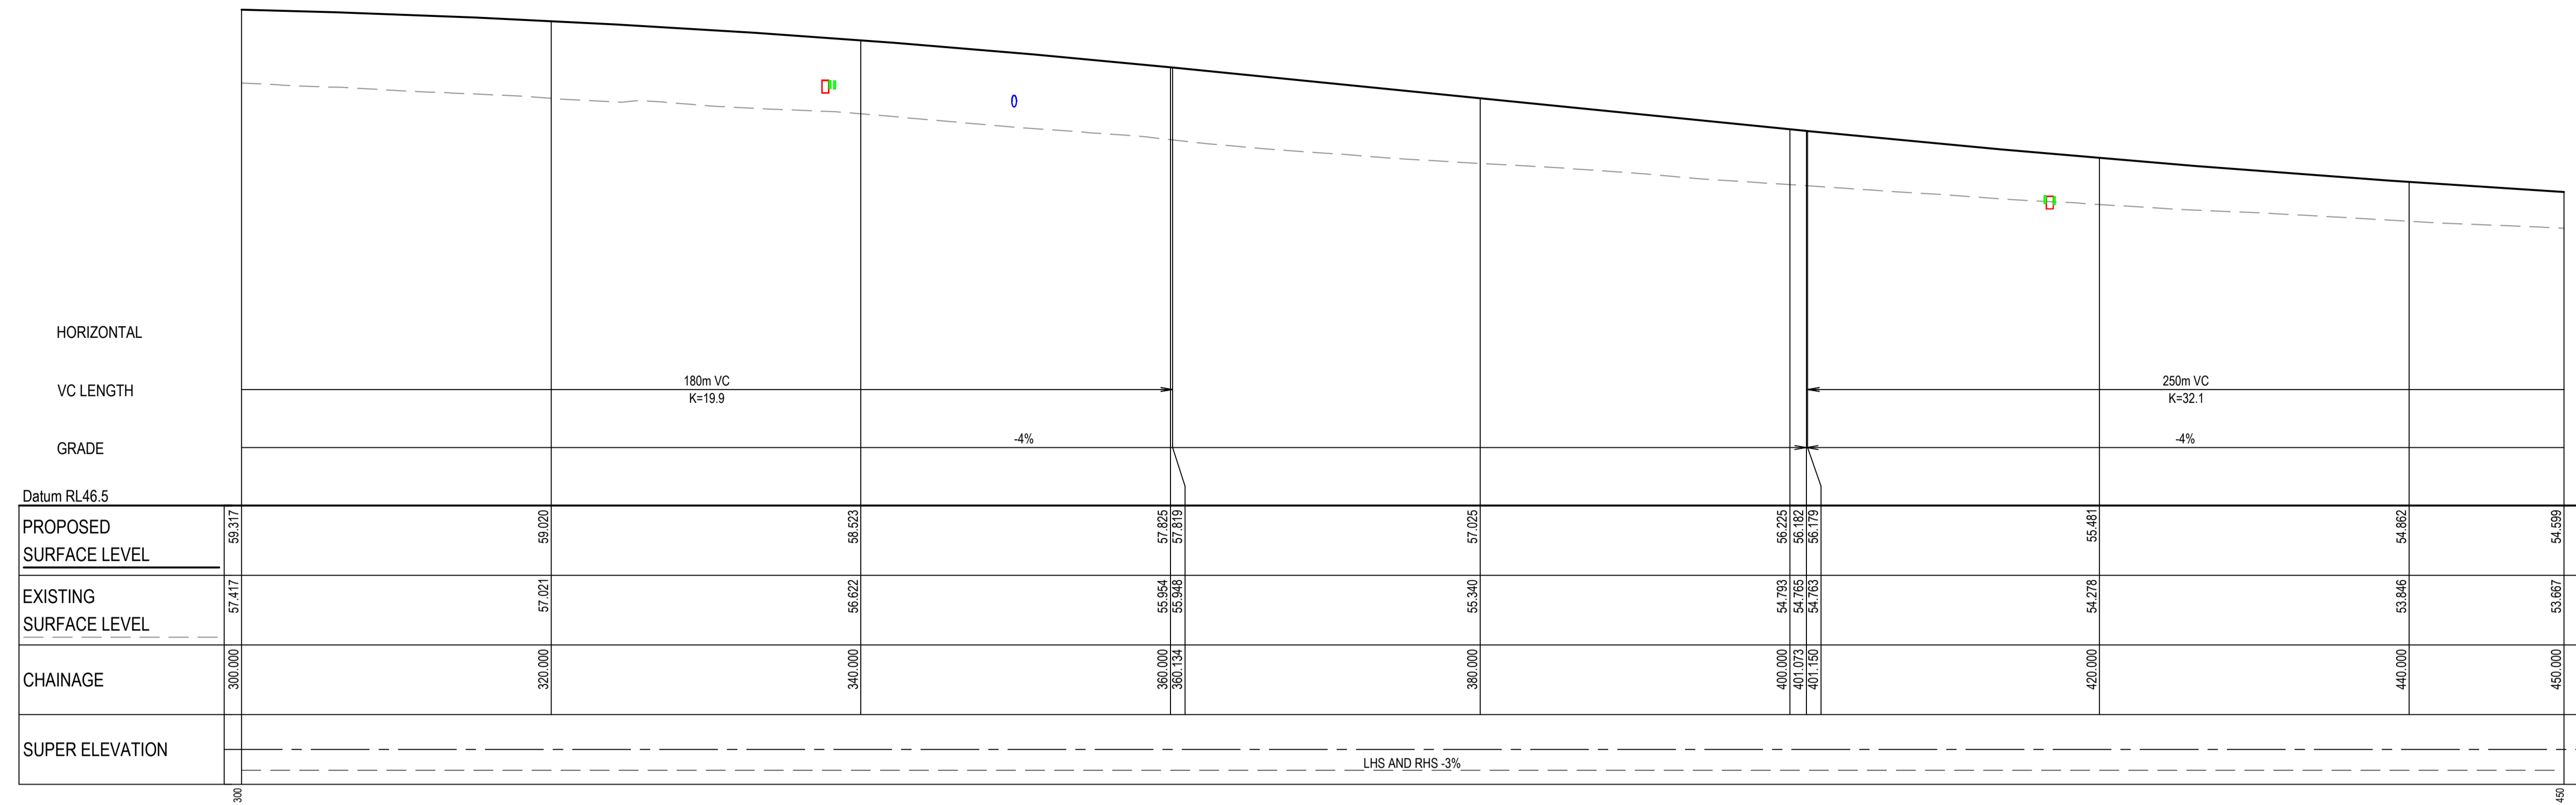 HORIZONTAL
VC LENGTH
180m VC
K=19.9
250m VC
K=32.1
GRADE
-4%
-4%
Datum RL46.5
PROPOSED
SURFACE LEVEL
59.317
59.020
58.523
57.825
57.819
57.025
56.225
56.182
56.179
55.481
54.862
54.599
EXISTING
SURFACE LEVEL
57.417
57.021
56.622
55.954
55.948
55.340
54.793
54.765
54.763
54.278
53.846
53.667
CHAINAGE
300.000
320.000
340.000
360.000
360.134
380.000
400.000
401.073
401.150
420.000
440.000
450.000
SUPER ELEVATION
LHS AND RHS -3%
300
450